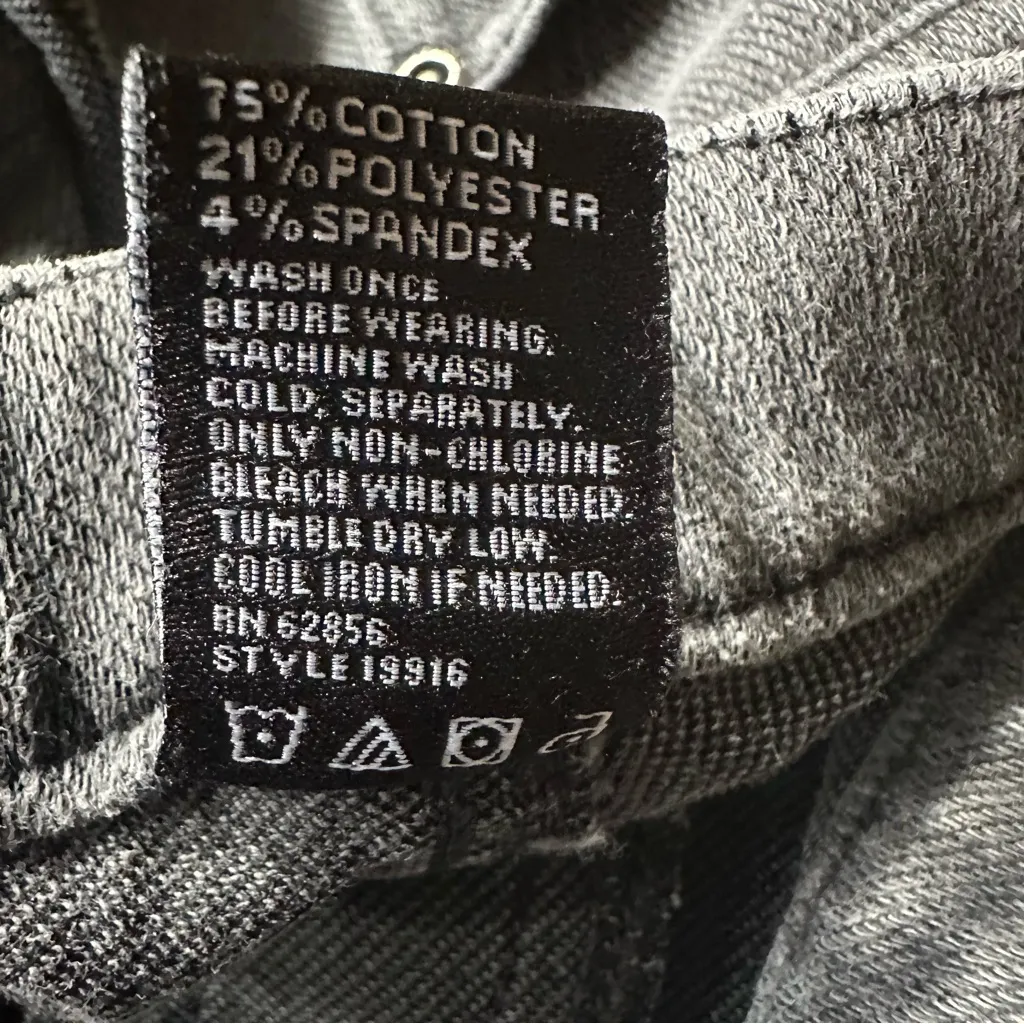 75% COTTON
21% POLYESTER
4% SPANDEX
WASH ONCE
BEFORE WEARING.
MACHINE WASH
COLD, SEPARATELY.
ONLY NON-CHLORINE
BLEACH WHEN NEEDED.
TUMBLE DRY LOW.
COOL IRON IF NEEDED.
RN 62856
STYLE 19916